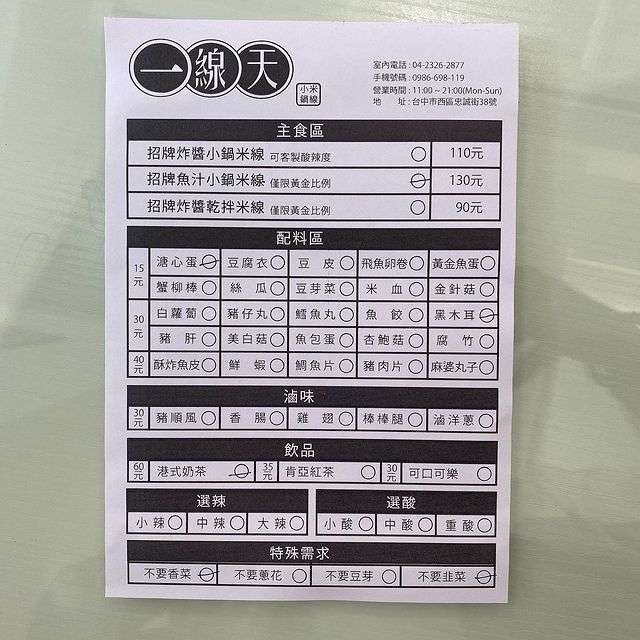 一線天
小米
鍋線
室內電話 : 04-2326-2877
手機號碼 : 0986-698-119
營業時間 : 11:00 ~ 21:00(Mon-Sun)
地 址 : 台中市西區忠誠街38號
主食區
招牌炸醬小鍋米線 可客製酸辣度 110元
招牌魚汁小鍋米線 僅限黃金比例 130元
招牌炸醬乾拌米線 僅限黃金比例 90元
配料區
15元 溏心蛋 豆腐衣 豆皮 飛魚卵卷 黃金魚蛋
蟹柳棒 絲瓜 豆芽菜 米血 金針菇
30元 白蘿蔔 豬仔丸 鱈魚丸 魚餃 黑木耳
豬肝 美白菇 魚包蛋 杏鮑菇 腐竹
40元 酥炸魚皮 鮮蝦 鯛魚片 豬肉片 麻婆丸子
滷味
30元 豬順風 香腸 雞翅 棒棒腿 滷洋蔥
飲品
60元 港式奶茶 35元 肯亞紅茶 30元 可口可樂
選辣 選酸
小辣 中辣 大辣 小酸 中酸 重酸
特殊需求
不要香菜 不要蔥花 不要豆芽 不要韭菜